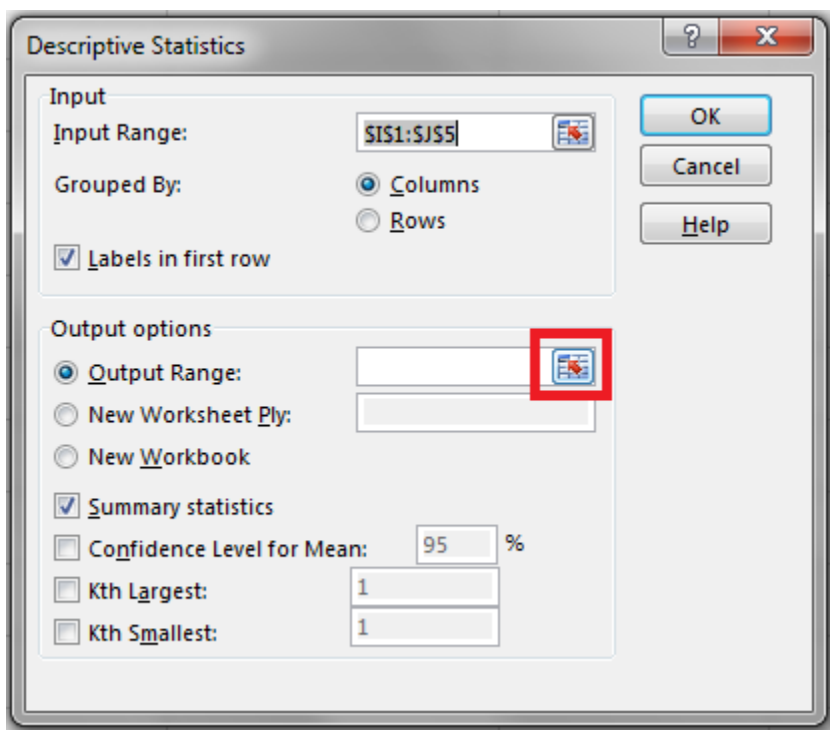 Descriptive Statistics
Input
Input Range: $I$1:$J$5
Grouped By: Columns
Rows
Labels in first row
OK
Cancel
Help
Output options
Output Range:
New Worksheet Ply:
New Workbook
Summary statistics
Confidence Level for Mean: 95 %
Kth Largest: 1
Kth Smallest: 1